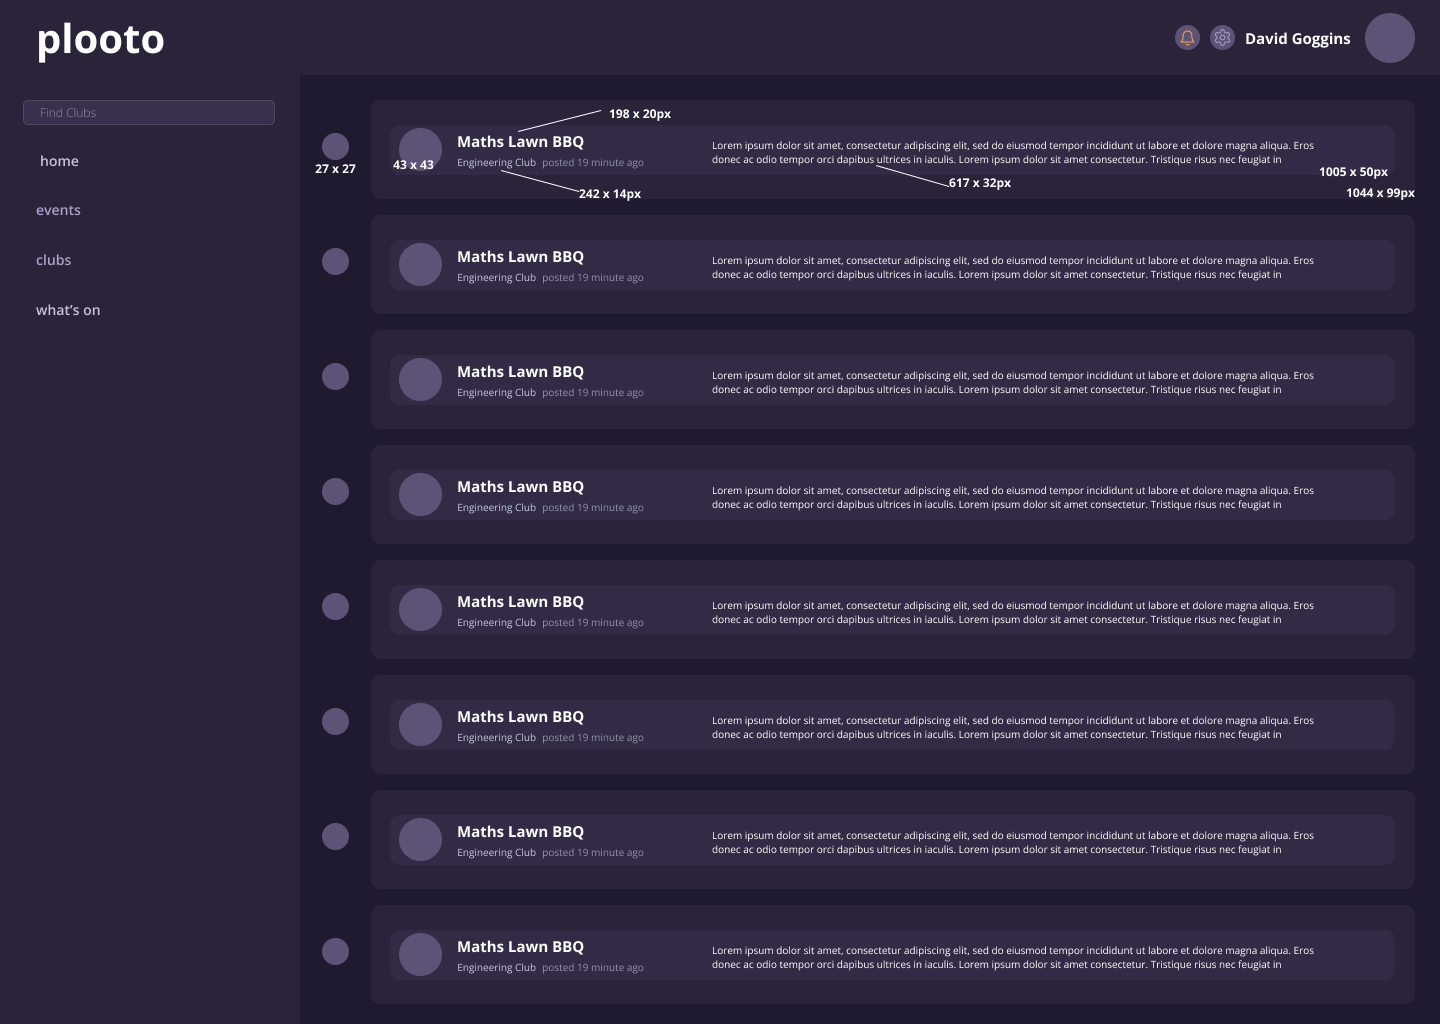 plooto
David Goggins
Find Clubs
home
events
clubs
what's on
27 x 27
198 x 20px
Maths Lawn BBQ
43 x 43
Engineering Club posted 19 minute ago
242 x 14px
Lorem ipsum dolor sit amet, consectetur adipiscing elit, sed do eiusmod tempor incididunt ut labore et dolore magna aliqua. Eros
donec ac odio tempor orci dapibus ultrices in iaculis. Lorem ipsum dolor sit amet consectetur. Tristique risus nec feugiat in
617 x 32px
1005 x 50px
1044 x 99px
Maths Lawn BBQ
Engineering Club posted 19 minute ago
Lorem ipsum dolor sit amet, consectetur adipiscing elit, sed do eiusmod tempor incididunt ut labore et dolore magna aliqua. Eros
donec ac odio tempor orci dapibus ultrices in iaculis. Lorem ipsum dolor sit amet consectetur. Tristique risus nec feugiat in
Maths Lawn BBQ
Engineering Club posted 19 minute ago
Lorem ipsum dolor sit amet, consectetur adipiscing elit, sed do eiusmod tempor incididunt ut labore et dolore magna aliqua. Eros
donec ac odio tempor orci dapibus ultrices in iaculis. Lorem ipsum dolor sit amet consectetur. Tristique risus nec feugiat in
Maths Lawn BBQ
Engineering Club posted 19 minute ago
Lorem ipsum dolor sit amet, consectetur adipiscing elit, sed do eiusmod tempor incididunt ut labore et dolore magna aliqua. Eros
donec ac odio tempor orci dapibus ultrices in iaculis. Lorem ipsum dolor sit amet consectetur. Tristique risus nec feugiat in
Maths Lawn BBQ
Engineering Club posted 19 minute ago
Lorem ipsum dolor sit amet, consectetur adipiscing elit, sed do eiusmod tempor incididunt ut labore et dolore magna aliqua. Eros
donec ac odio tempor orci dapibus ultrices in iaculis. Lorem ipsum dolor sit amet consectetur. Tristique risus nec feugiat in
Maths Lawn BBQ
Engineering Club posted 19 minute ago
Lorem ipsum dolor sit amet, consectetur adipiscing elit, sed do eiusmod tempor incididunt ut labore et dolore magna aliqua. Eros
donec ac odio tempor orci dapibus ultrices in iaculis. Lorem ipsum dolor sit amet consectetur. Tristique risus nec feugiat in
Maths Lawn BBQ
Engineering Club posted 19 minute ago
Lorem ipsum dolor sit amet, consectetur adipiscing elit, sed do eiusmod tempor incididunt ut labore et dolore magna aliqua. Eros
donec ac odio tempor orci dapibus ultrices in iaculis. Lorem ipsum dolor sit amet consectetur. Tristique risus nec feugiat in
Maths Lawn BBQ
Engineering Club posted 19 minute ago
Lorem ipsum dolor sit amet, consectetur adipiscing elit, sed do eiusmod tempor incididunt ut labore et dolore magna aliqua. Eros
donec ac odio tempor orci dapibus ultrices in iaculis. Lorem ipsum dolor sit amet consectetur. Tristique risus nec feugiat in